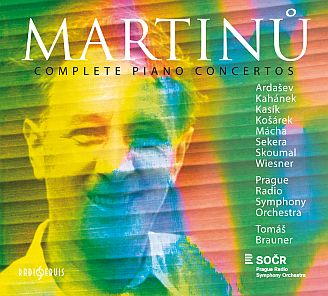 MARTINŮ
COMPLETE PIANO CONCERTOS
Ardašev
Kahánek
Kasík
Košárek
Mácha
Sekera
Skoumal
Wiesner
Prague
Radio
Symphony
Orchestra
Tomáš
Brauner
SOČR
Prague Radio
Symphony Orchestra
RADIOSERVIS